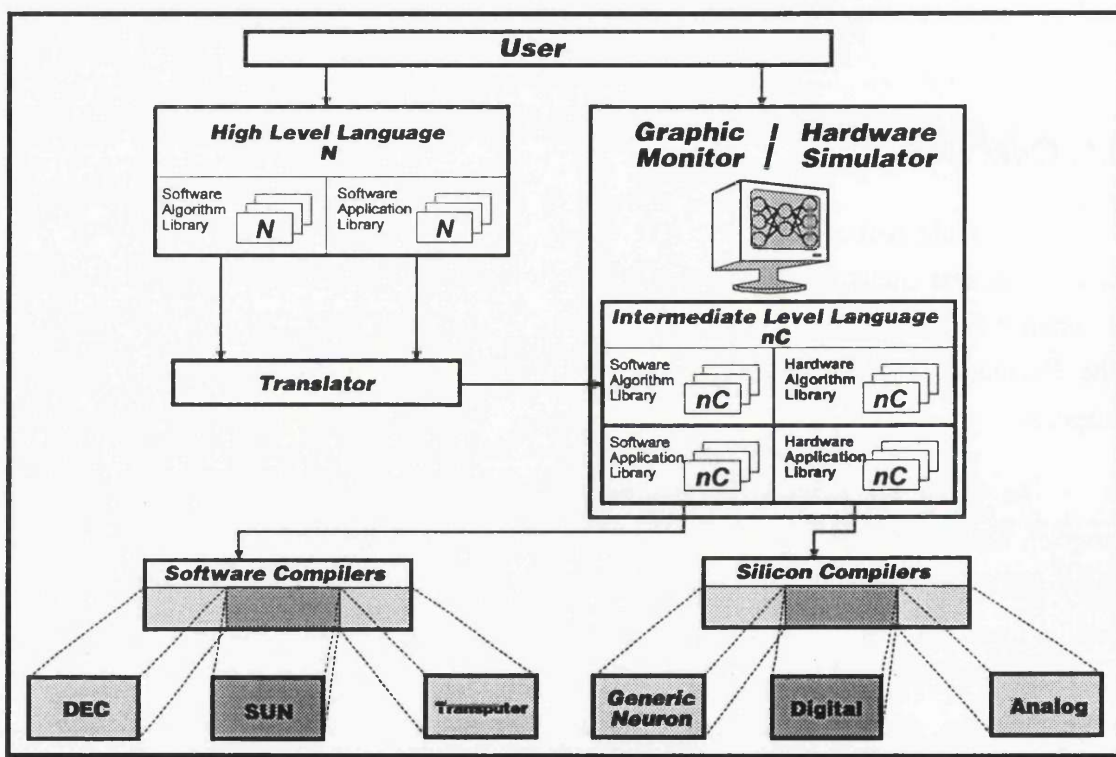 User
High Level Language
N
Software
Algorithm
Library
N
Software
Application
Library
N
Graphic / Hardware
Monitor / Simulator
Intermediate Level Language
nC
Software
Algorithm
Library
nC
Hardware
Algorithm
Library
nC
Software
Application
Library
nC
Hardware
Application
Library
nC
Translator
Software Compilers
Silicon Compilers
DEC
SUN
Transputer
Generic
Neuron
Digital
Analog